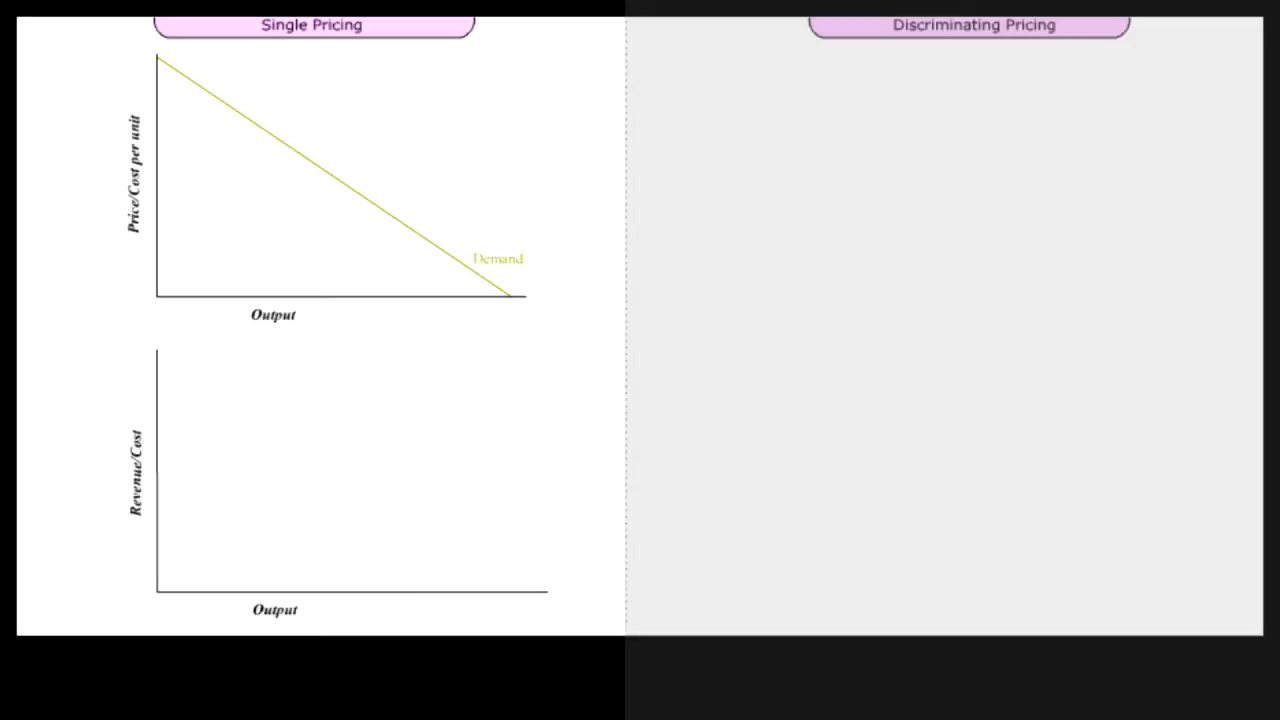 Single Pricing
Discriminating Pricing
Price/Cost per unit
Demand
Output
Revenue/Cost
Output